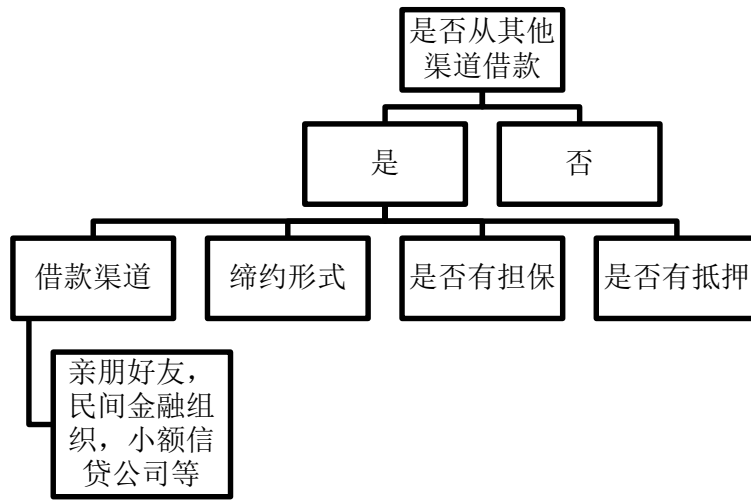 是否从其他
渠道借款
是
否
借款渠道
缔约形式
是否有担保
是否有抵押
亲朋好友，
民间金融组
织，小额信
贷公司等